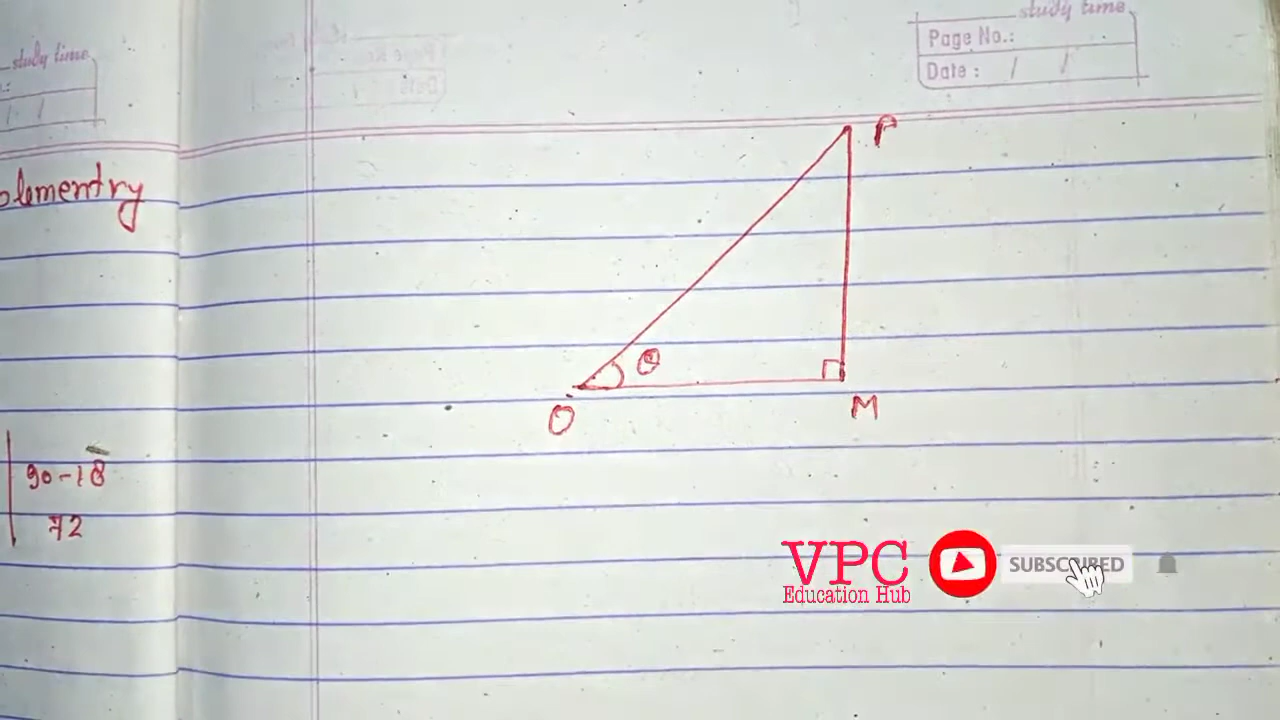 study time
Page No.:
Date : / /
study time
/ /
plementry
90-18
72
P
θ
O
M
VPC
Education Hub
SUBSCRIBED